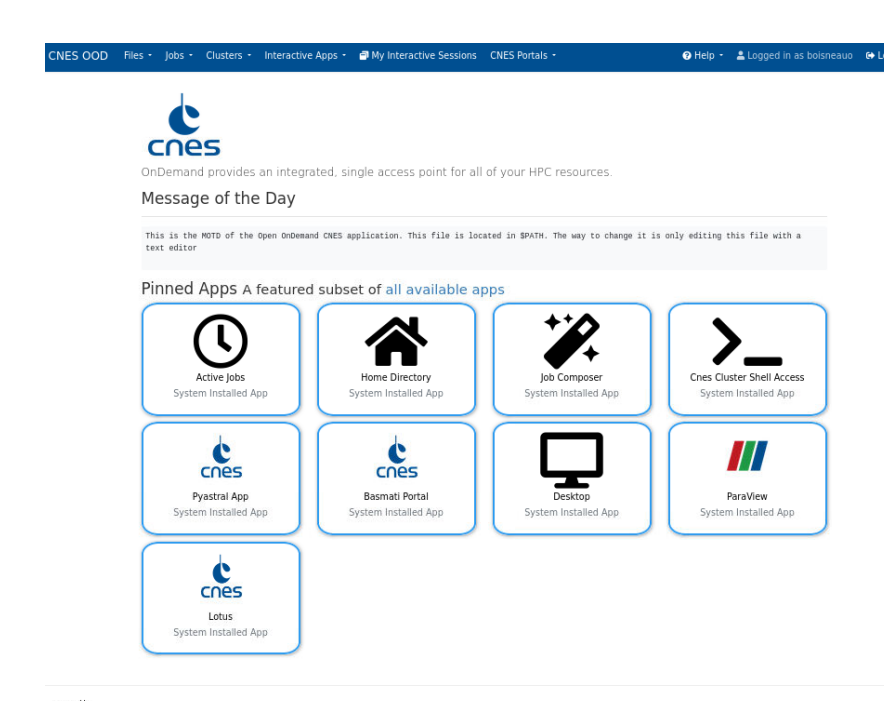 CNES OOD Files Jobs Clusters Interactive Apps My Interactive Sessions CNES Portals Help Logged in as boisneauo
cnes
OnDemand provides an integrated, single access point for all of your HPC resources.
Message of the Day
This is the MOTD of the Open OnDemand CNES application. This file is located in $PATH. The way to change it is only editing this file with a
text editor
Pinned Apps A featured subset of all available apps
Active Jobs
System Installed App
Home Directory
System Installed App
Job Composer
System Installed App
Cnes Cluster Shell Access
System Installed App
cnes
Pyastral App
System Installed App
cnes
Basmati Portal
System Installed App
Desktop
System Installed App
ParaView
System Installed App
cnes
Lotus
System Installed App